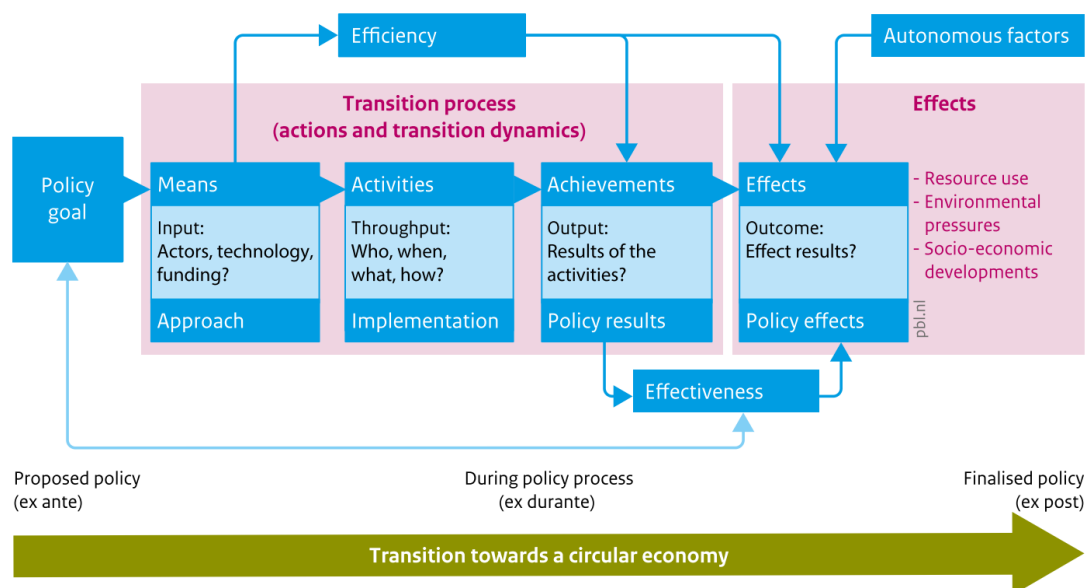 Efficiency
Autonomous factors
Transition process
(actions and transition dynamics)
Effects
Policy
goal
Means
Input:
Actors, technology,
funding?
Approach
Activities
Throughput:
Who, when,
what, how?
Implementation
Achievements
Output:
Results of the
activities?
Policy results
Effects
Outcome:
Effect results?
Policy effects
- Resource use
- Environmental
pressures
- Socio-economic
developments
pbl.nl
Effectiveness
Proposed policy
(ex ante)
During policy process
(ex durante)
Finalised policy
(ex post)
Transition towards a circular economy